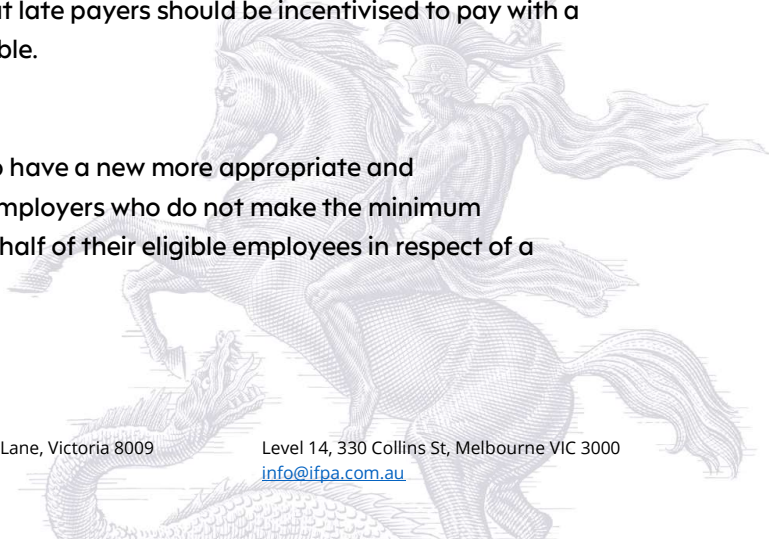 late payers should be incentivised to pay with a
have a new more appropriate and
employers who do not make the minimum
half of their eligible employees in respect of a
Lane, Victoria 8009
Level 14, 330 Collins St, Melbourne VIC 3000
info@ifpa.com.au